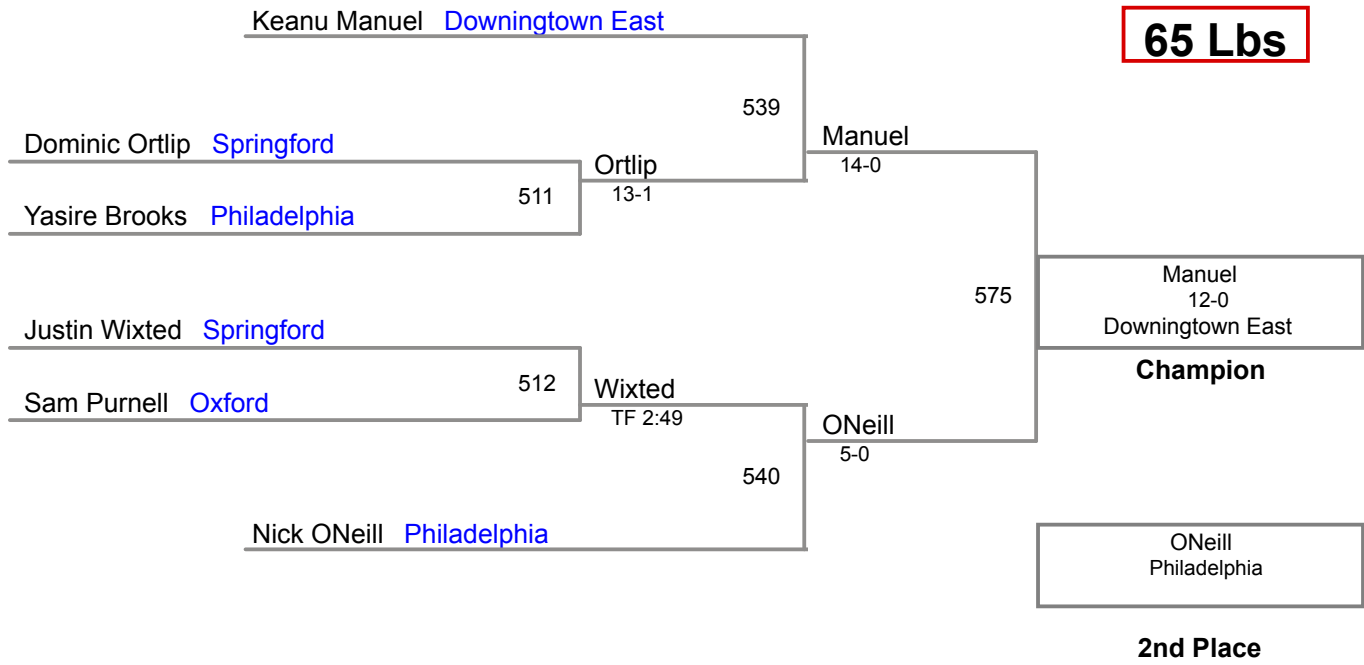 Keanu Manuel Downingtown East
65 Lbs
539
Dominic Ortlip Springford
Manuel
14-0
Ortlip
13-1
511
Yasire Brooks Philadelphia
Manuel
12-0
Downingtown East
575
Justin Wixted Springford
Champion
512
Wixted
TF 2:49
Sam Purnell Oxford
ONeill
5-0
540
Nick ONeill Philadelphia
ONeill
Philadelphia
2nd Place